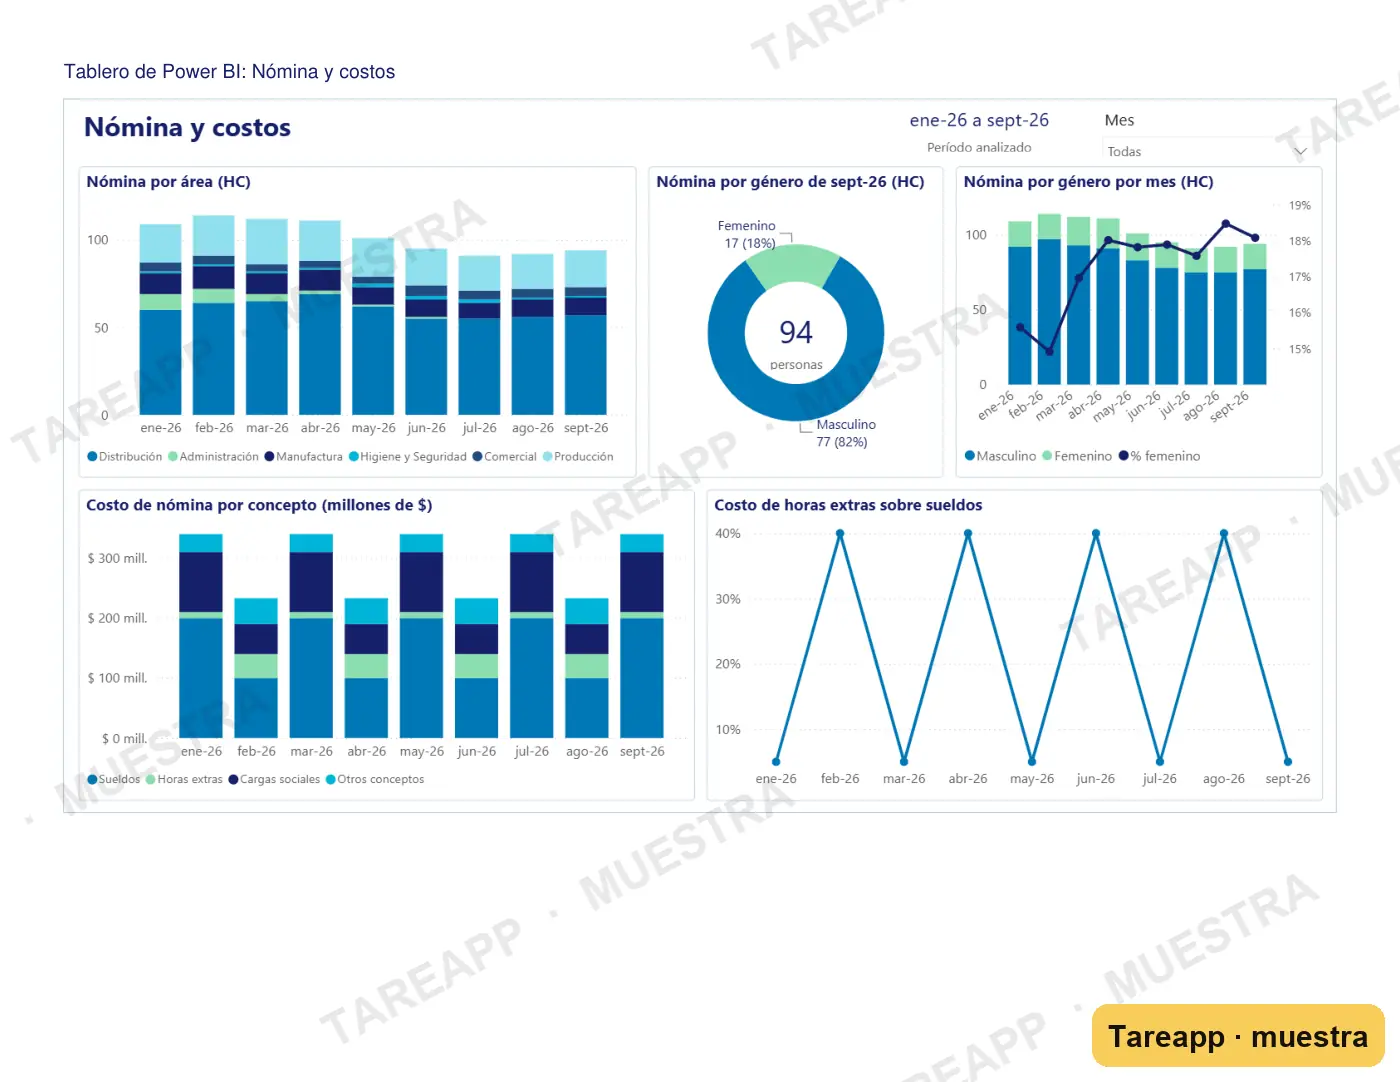 Tablero de Power BI: Nómina y costos
Nómina y costos
ene-26 a sept-26
Período analizado
Mes
Todas
Nómina por área (HC)
100
50
0
ene-26 feb-26 mar-26 abr-26 may-26 jun-26 jul-26 ago-26 sept-26
Distribución Administración Manufactura Higiene y Seguridad Comercial Producción
Nómina por género de sept-26 (HC)
Femenino
17 (18%)
94
personas
Masculino
77 (82%)
Nómina por género por mes (HC)
100
50
0
19%
18%
17%
16%
15%
ene-26 feb-26 mar-26 abr-26 may-26 jun-26 jul-26 ago-26 sept-26
Masculino Femenino % femenino
Costo de nómina por concepto (millones de $)
$ 300 mill.
$ 200 mill.
$ 100 mill.
$ 0 mill.
ene-26 feb-26 mar-26 abr-26 may-26 jun-26 jul-26 ago-26 sept-26
Sueldos Horas extras Cargas sociales Otros conceptos
Costo de horas extras sobre sueldos
40%
30%
20%
10%
ene-26 feb-26 mar-26 abr-26 may-26 jun-26 jul-26 ago-26 sept-26
TAREAPP · MUESTRA
TAREAPP · MUESTRA
TAREAPP · MUESTRA
TAREAPP · MUESTRA
Tareapp · muestra